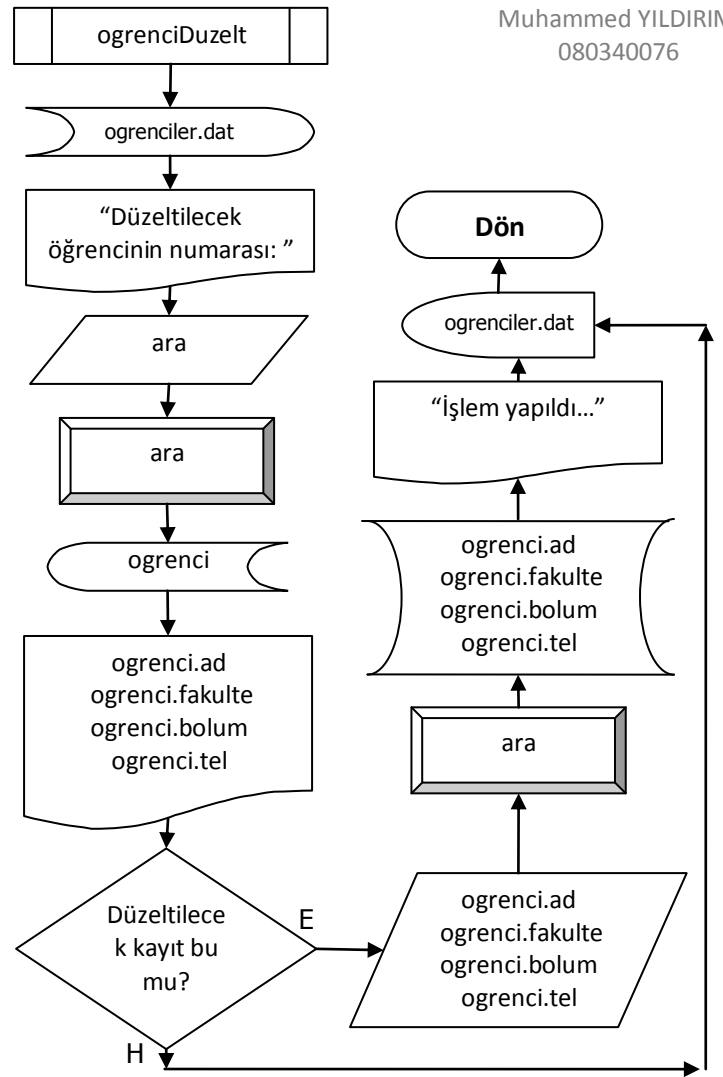 Muhammed YILDIRIM
080340076
ogrenciDuzelt
ogrenciler.dat
“Düzeltilecek
öğrencinin numarası: ”
ara
ara
ogrenci
ogrenci.ad
ogrenci.fakulte
ogrenci.bolum
ogrenci.tel
Düzeltilece
k kayıt bu
mu?
E
H
ogrenci.ad
ogrenci.fakulte
ogrenci.bolum
ogrenci.tel
ara
ogrenci.ad
ogrenci.fakulte
ogrenci.bolum
ogrenci.tel
“İşlem yapıldı…”
ogrenciler.dat
Dön